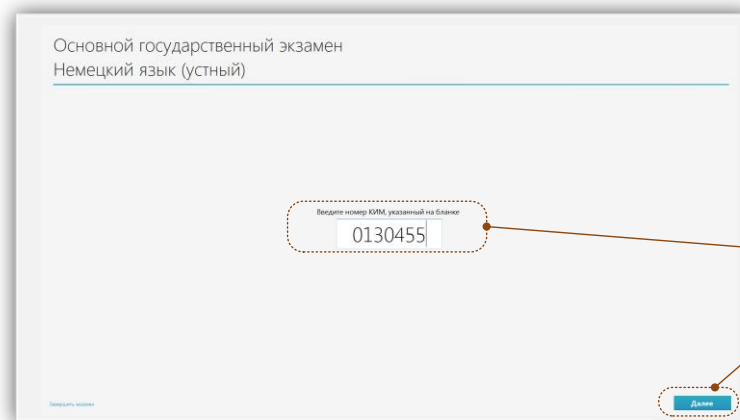 Основной государственный экзамен
Немецкий язык (устный)
Введите номер КИМ, указанный на бланке
0130455
Завершить экзамен
Далее